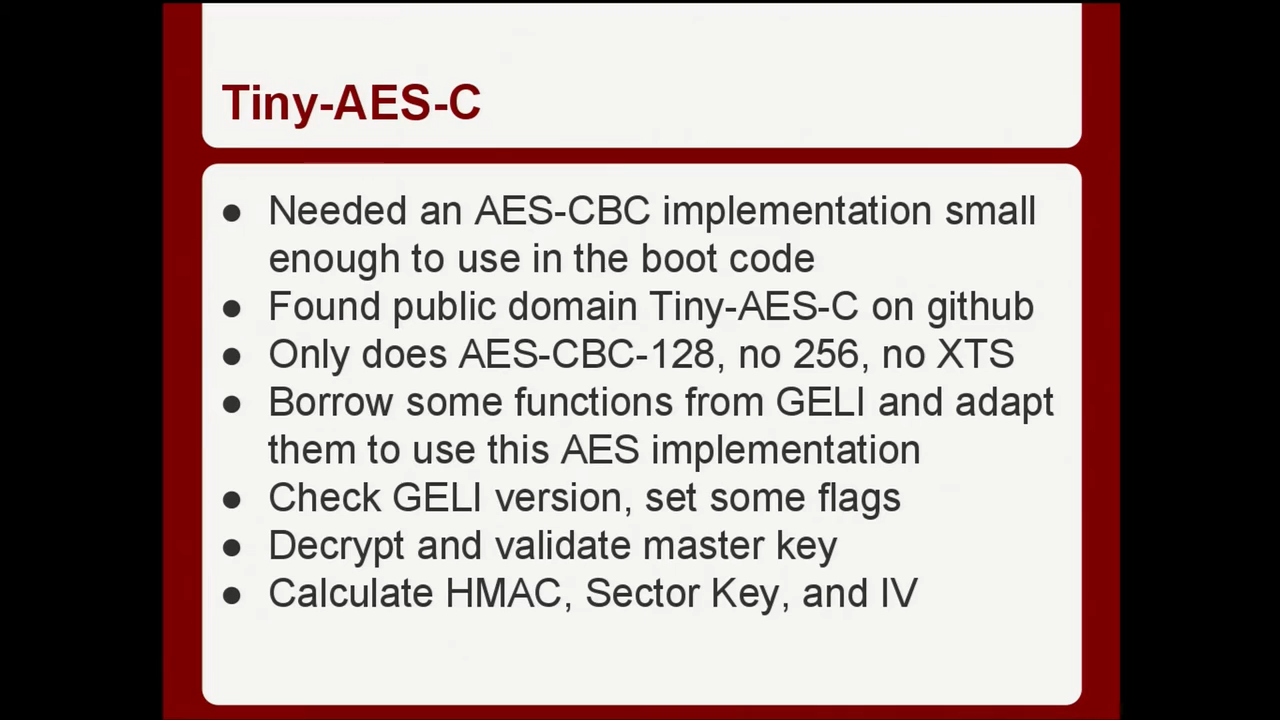 Tiny-AES-C
● Needed an AES-CBC implementation small
enough to use in the boot code
● Found public domain Tiny-AES-C on github
● Only does AES-CBC-128, no 256, no XTS
● Borrow some functions from GELI and adapt
them to use this AES implementation
● Check GELI version, set some flags
● Decrypt and validate master key
● Calculate HMAC, Sector Key, and IV